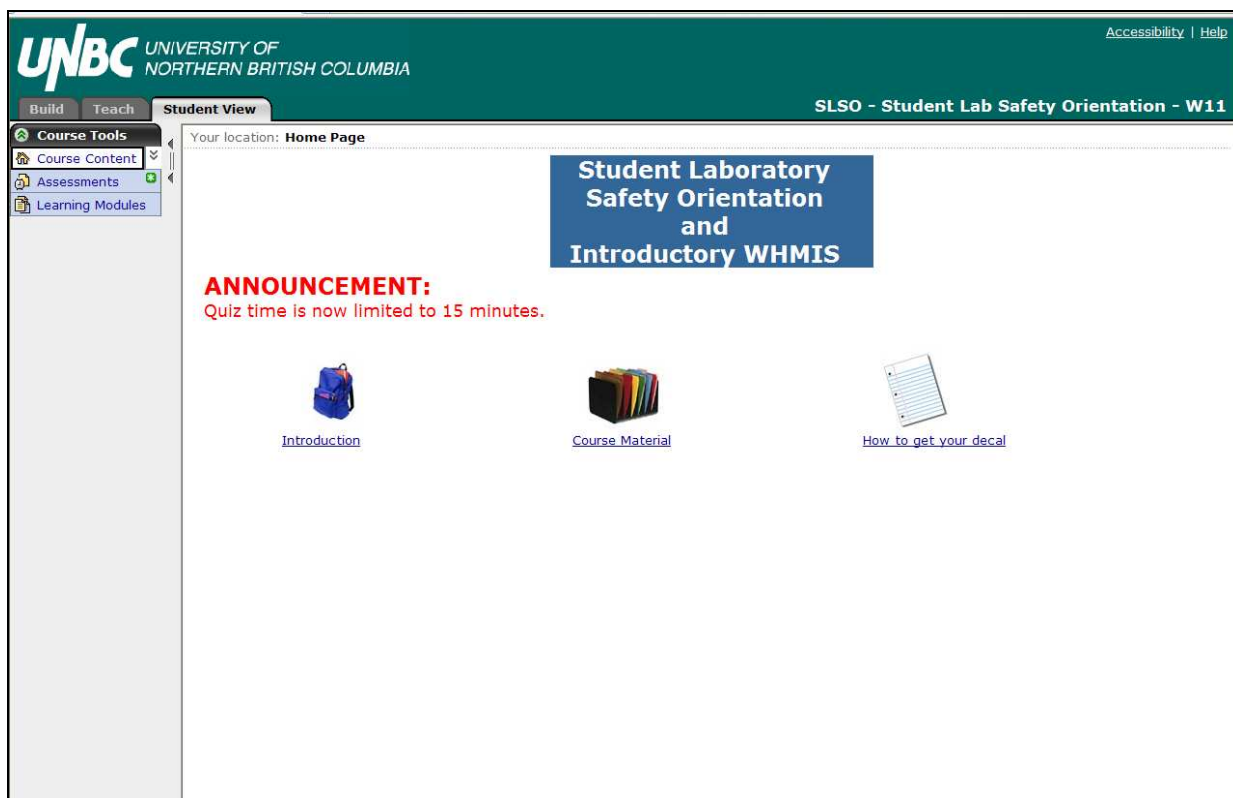 Accessibility | Help
UNBC UNIVERSITY OF
NORTHERN BRITISH COLUMBIA
Build Teach Student View
SLSO - Student Lab Safety Orientation - W11
Course Tools
Course Content
Assessments
Learning Modules
Your location: Home Page
Student Laboratory
Safety Orientation
and
Introductory WHMIS
ANNOUNCEMENT:
Quiz time is now limited to 15 minutes.
Introduction
Course Material
How to get your decal